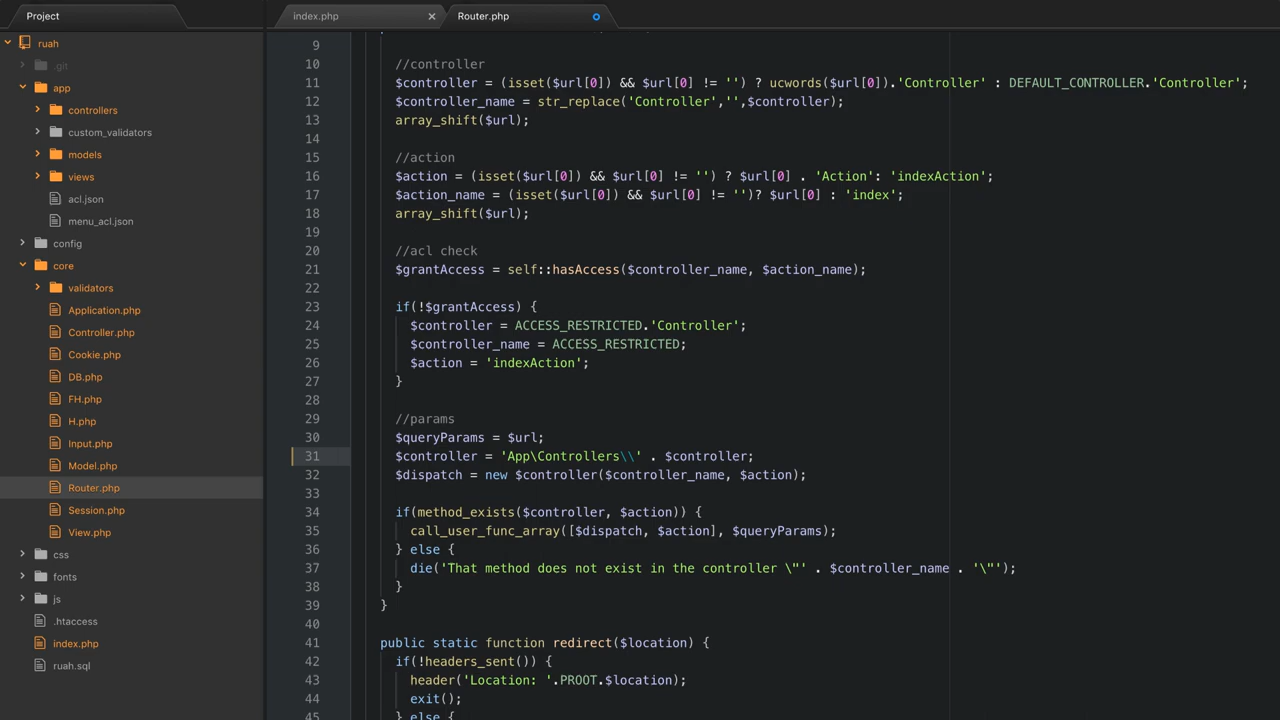 Project
index.php
Router.php
ruah
.git
app
controllers
custom_validators
models
views
acl.json
menu_acl.json
config
core
validators
Application.php
Controller.php
Cookie.php
DB.php
FH.php
H.php
Input.php
Model.php
Router.php
Session.php
View.php
css
fonts
js
.htaccess
index.php
ruah.sql
9
10 //controller
11 $controller = (isset($url[0]) && $url[0] != '') ? ucwords($url[0]).'Controller' : DEFAULT_CONTROLLER.'Controller';
12 $controller_name = str_replace('Controller','',$controller);
13 array_shift($url);
14
15 //action
16 $action = (isset($url[0]) && $url[0] != '') ? $url[0] . 'Action': 'indexAction';
17 $action_name = (isset($url[0]) && $url[0] != '')? $url[0] : 'index';
18 array_shift($url);
19
20 //acl check
21 $grantAccess = self::hasAccess($controller_name, $action_name);
22
23 if(!$grantAccess) {
24 $controller = ACCESS_RESTRICTED.'Controller';
25 $controller_name = ACCESS_RESTRICTED;
26 $action = 'indexAction';
27 }
28
29 //params
30 $queryParams = $url;
31 $controller = 'App\Controllers\\' . $controller;
32 $dispatch = new $controller($controller_name, $action);
33
34 if(method_exists($controller, $action)) {
35 call_user_func_array([$dispatch, $action], $queryParams);
36 } else {
37 die('That method does not exist in the controller \"' . $controller_name . '\"');
38 }
39 }
40
41 public static function redirect($location) {
42 if(!headers_sent()) {
43 header('Location: '.PROOT.$location);
44 exit();
45 } else {